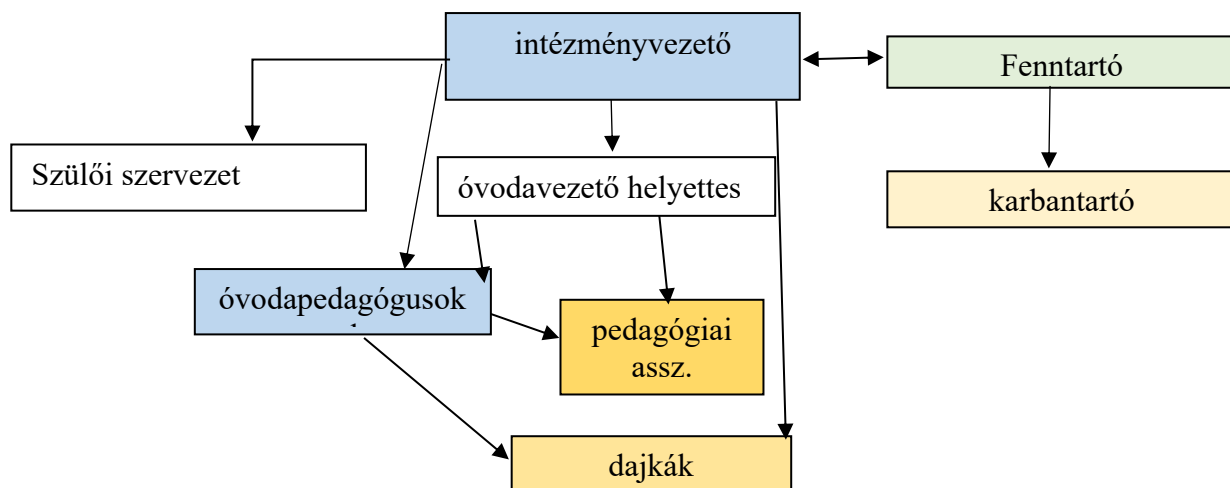 intézményvezető
Fenntartó
Szülői szervezet
óvodavezető helyettes
karbantartó
óvodapedagógusok
pedagógiai
assz.
dajkák